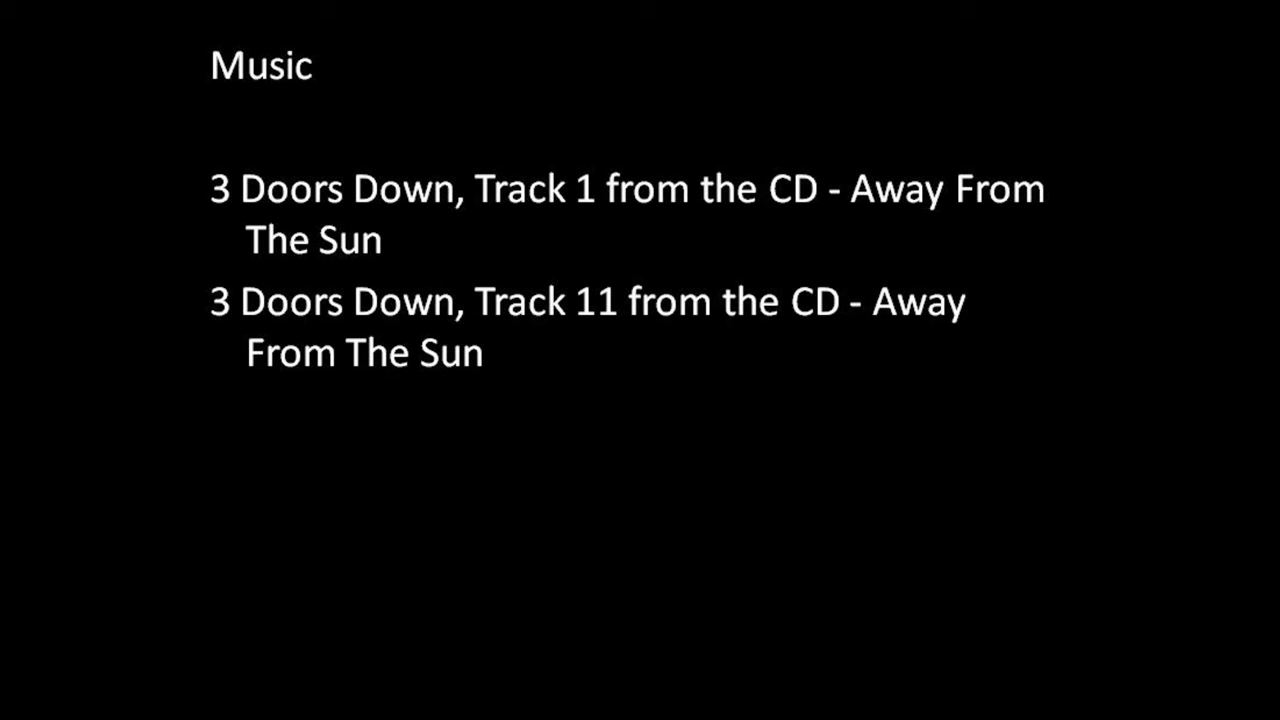 Music
3 Doors Down, Track 1 from the CD - Away From
The Sun
3 Doors Down, Track 11 from the CD - Away
From The Sun